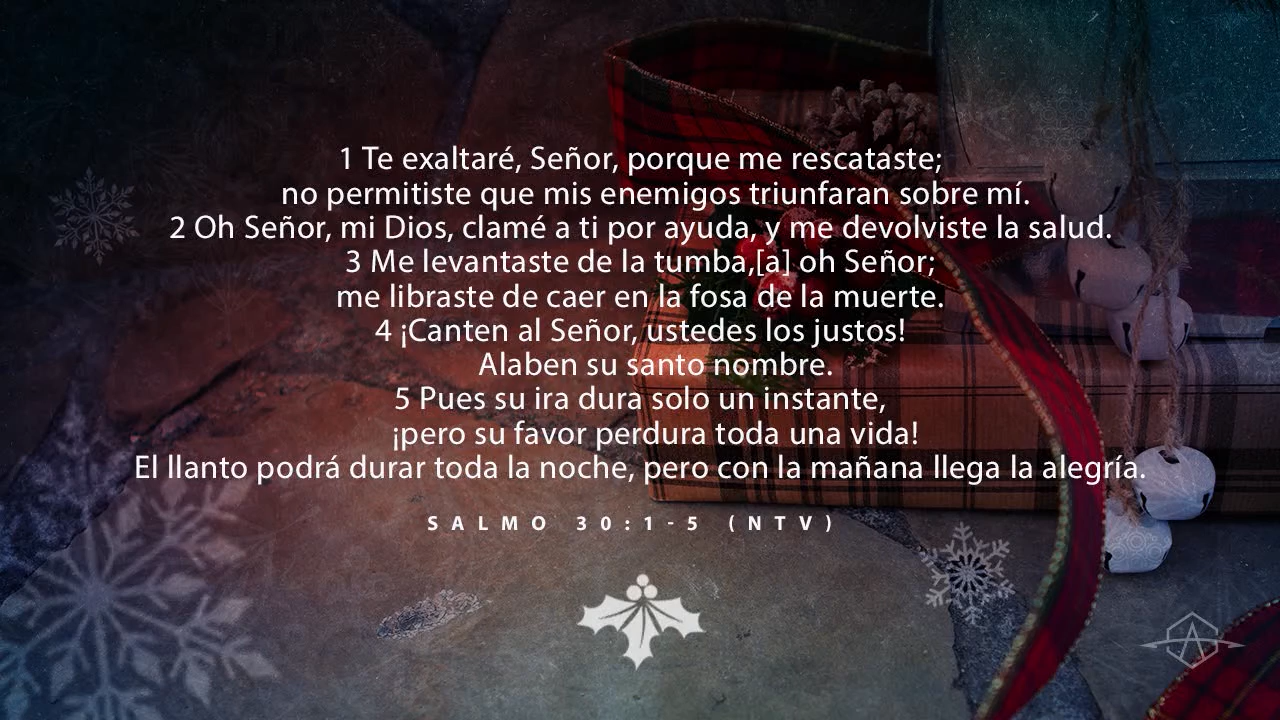 1 Te exaltaré, Señor, porque me rescataste;
no permitiste que mis enemigos triunfaran sobre mí.
2 Oh Señor, mi Dios, clamé a ti por ayuda, y me devolviste la salud.
3 Me levantaste de la tumba,[a] oh Señor;
me libraste de caer en la fosa de la muerte.
4 ¡Canten al Señor, ustedes los justos!
Alaben su santo nombre.
5 Pues su ira dura solo un instante,
¡pero su favor perdura toda una vida!
El llanto podrá durar toda la noche, pero con la mañana llega la alegría.
SALMO 30:1-5 (NTV)